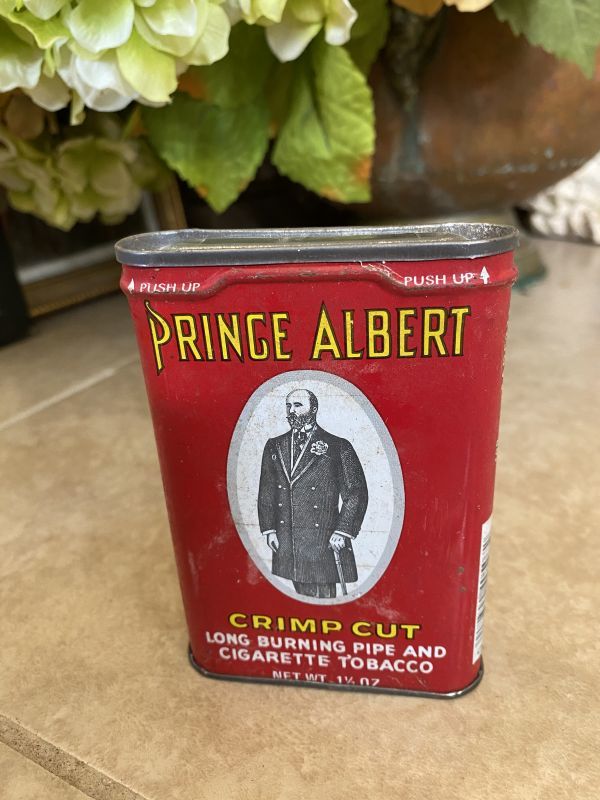 PUSH UP PUSH UP
PRINCE ALBERT
CRIMP CUT
LONG BURNING PIPE AND
CIGARETTE TOBACCO
NET WT. 1½ OZ